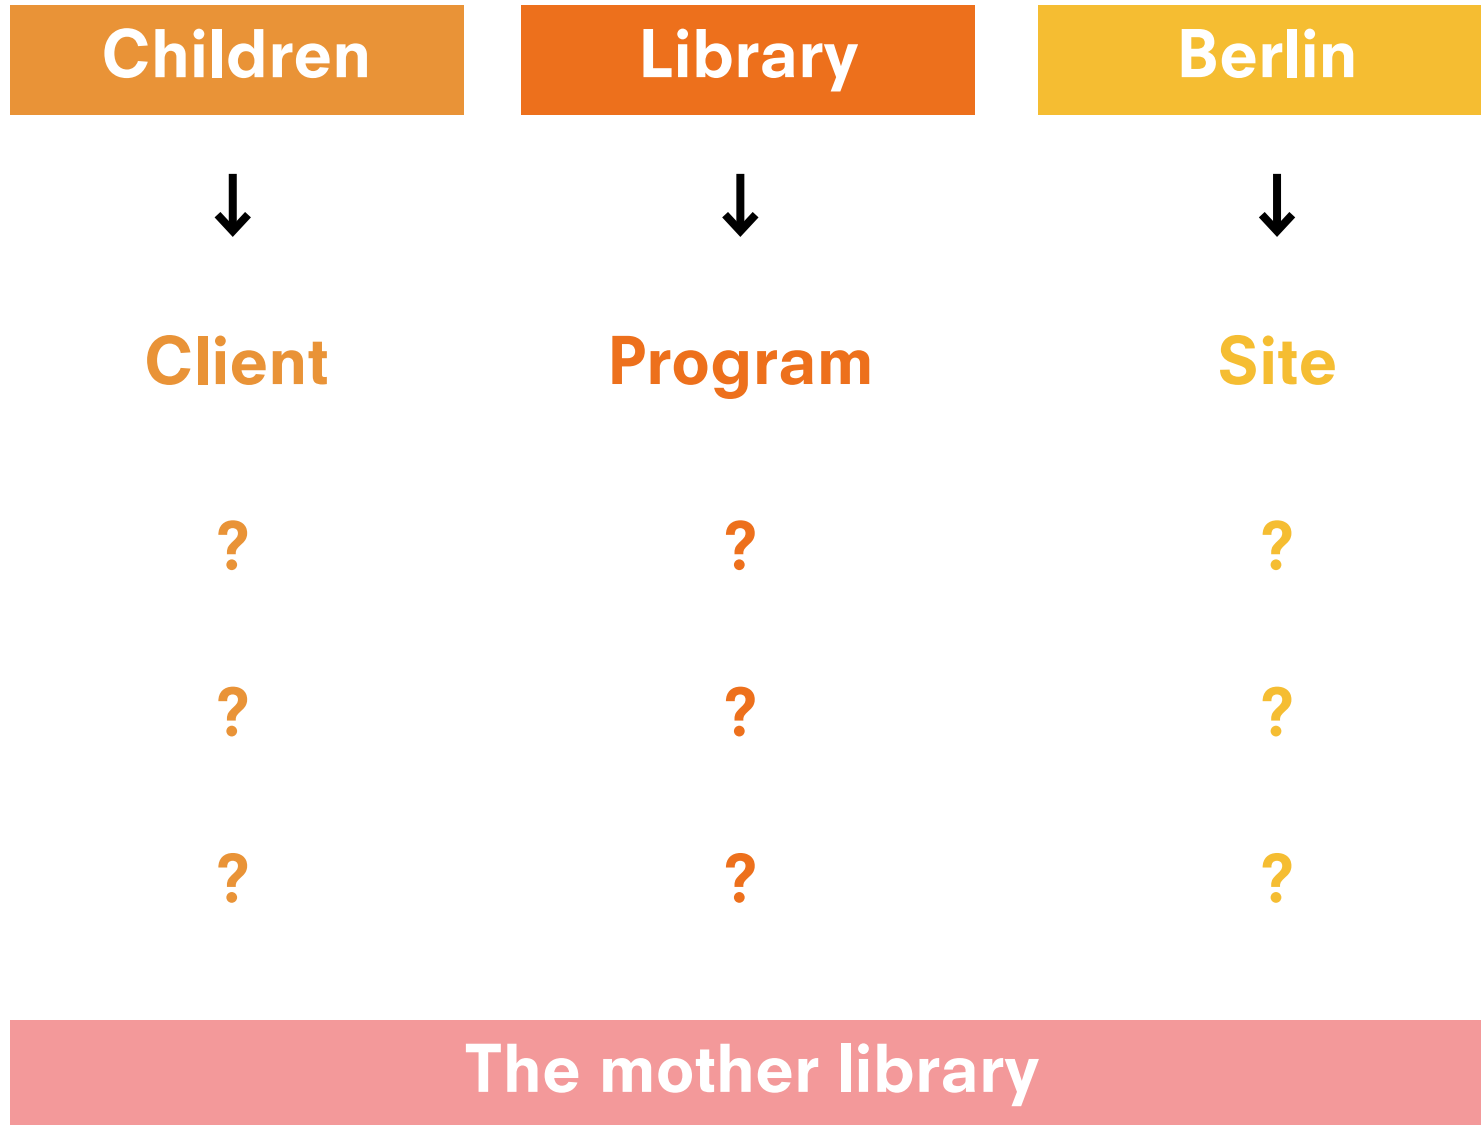 Children Library Berlin
↓ ↓ ↓
Client Program Site
? ? ?
? ? ?
? ? ?
The mother library